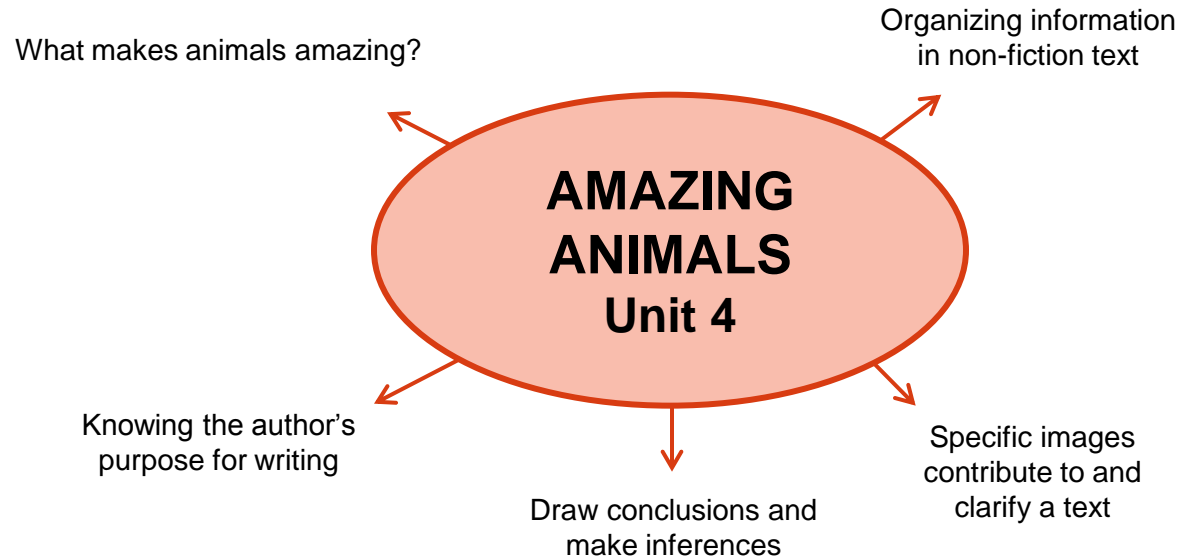 What makes animals amazing?
Organizing information
in non-fiction text
AMAZING
ANIMALS
Unit 4
Knowing the author’s
purpose for writing
Draw conclusions and
make inferences
Specific images
contribute to and
clarify a text